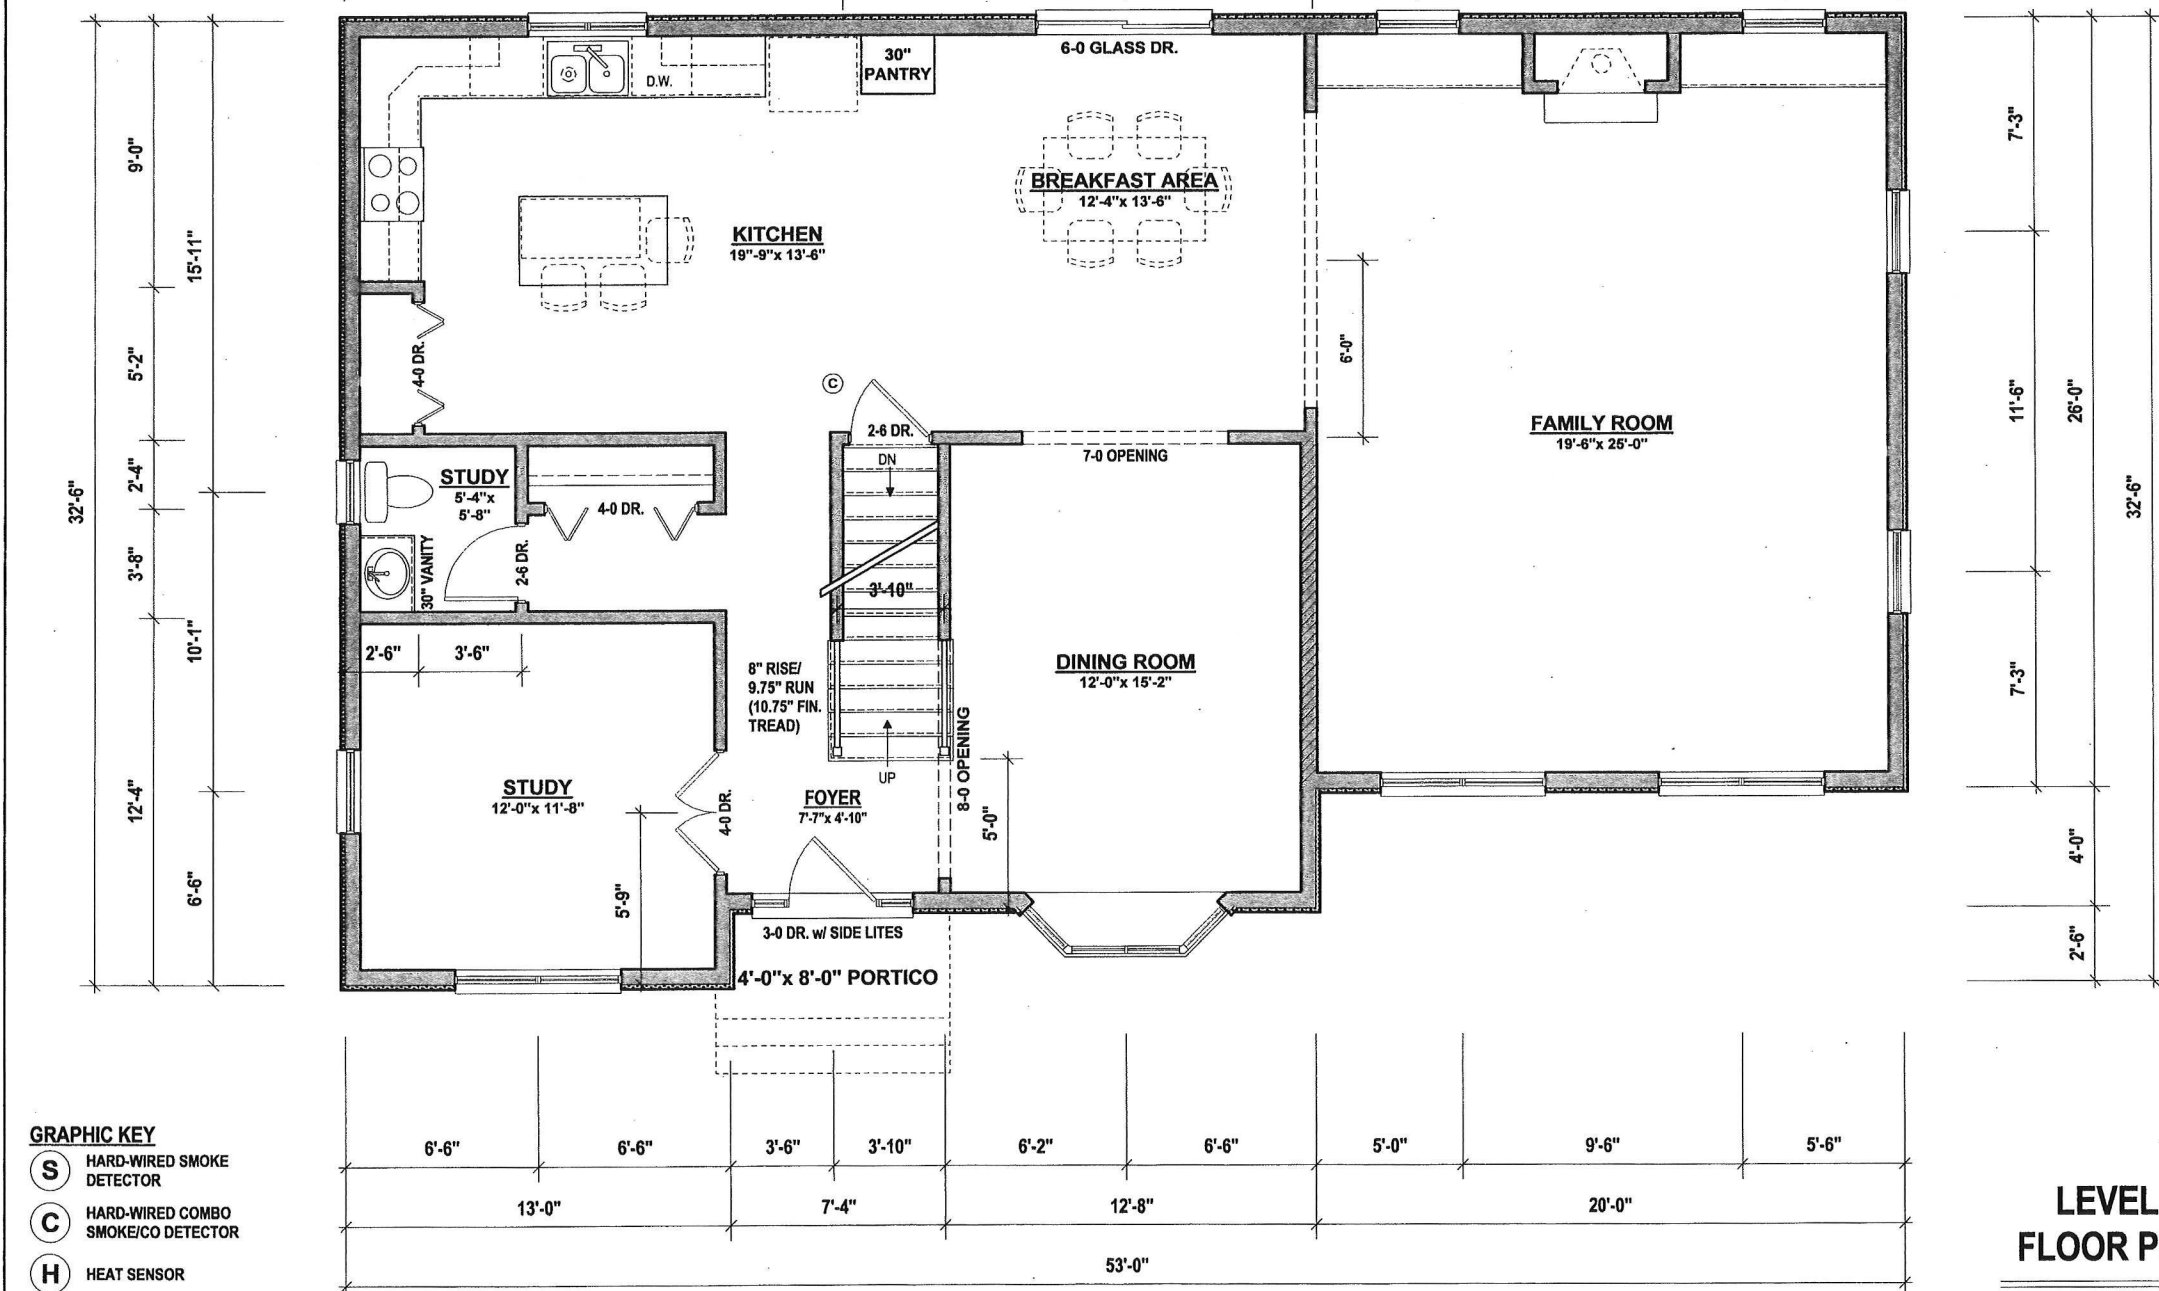 30"
PANTRY
6-0 GLASS DR.
D.W.
BREAKFAST AREA
12'-4"x 13'-6"
KITCHEN
19"-9"x 13'-6"
4-0 DR.
C
2-6 DR.
DN
7-0 OPENING
6'-0"
FAMILY ROOM
19'-6"x 25'-0"
STUDY
5'-4"x
5'-8"
30" VANITY
2-6 DR.
4-0 DR.
3'-10"
2'-6"
3'-6"
8" RISE/
9.75" RUN
(10.75" FIN.
TREAD)
UP
8-0 OPENING
5'-0"
DINING ROOM
12'-0"x 15'-2"
STUDY
12'-0"x 11'-8"
4-0 DR.
5'-9"
FOYER
7'-7"x 4'-10"
3-0 DR. w/ SIDE LITES
4'-0"x 8'-0" PORTICO
32'-6"
9'-0"
5'-2"
2'-4"
3'-8"
12'-4"
15'-11"
10'-1"
6'-6"
7'-3"
11'-6"
7'-3"
26'-0"
4'-0"
2'-6"
32'-6"
6'-6"
6'-6"
3'-6"
3'-10"
6'-2"
6'-6"
5'-0"
9'-6"
5'-6"
13'-0"
7'-4"
12'-8"
20'-0"
53'-0"
GRAPHIC KEY
S HARD-WIRED SMOKE
DETECTOR
C HARD-WIRED COMBO
SMOKE/CO DETECTOR
H HEAT SENSOR
LEVEL
FLOOR P